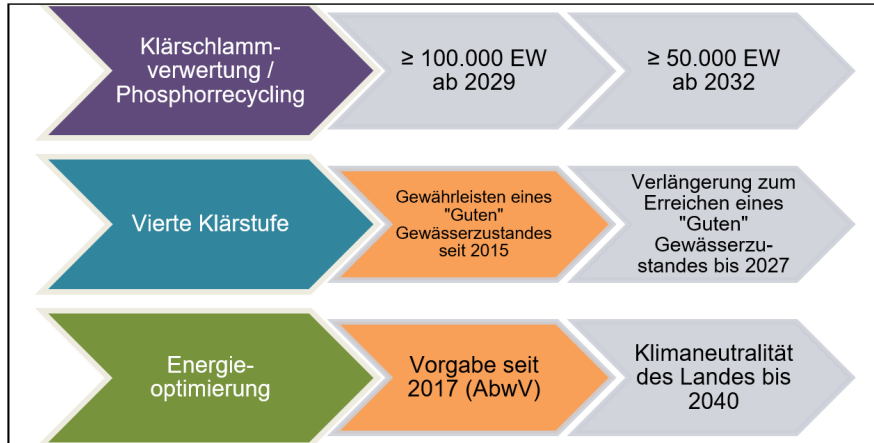 Klärschlamm-
verwertung /
Phosphorrecycling
≥ 100.000 EW
ab 2029
≥ 50.000 EW
ab 2032
Vierte Klärstufe
Gewährleisten eines
"Guten"
Gewässerzustandes
seit 2015
Verlängerung zum
Erreichen eines
"Guten"
Gewässerzu-
standes bis 2027
Energie-
optimierung
Vorgabe seit
2017 (AbwV)
Klimaneutralität
des Landes bis
2040